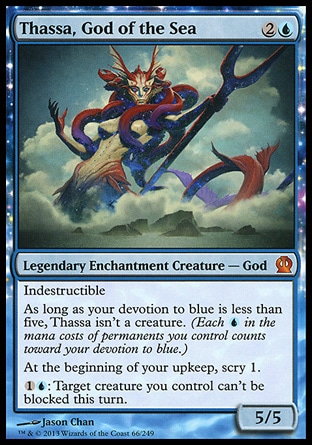 Thassa, God of the Sea 2
Legendary Enchantment Creature — God
Indestructible
As long as your devotion to blue is less than
five, Thassa isn't a creature. (Each in the
mana costs of permanents you control counts
toward your devotion to blue.)
At the beginning of your upkeep, scry 1.
1 : Target creature you control can't be
blocked this turn.
Jason Chan
™ & © 2013 Wizards of the Coast 66/249
5/5